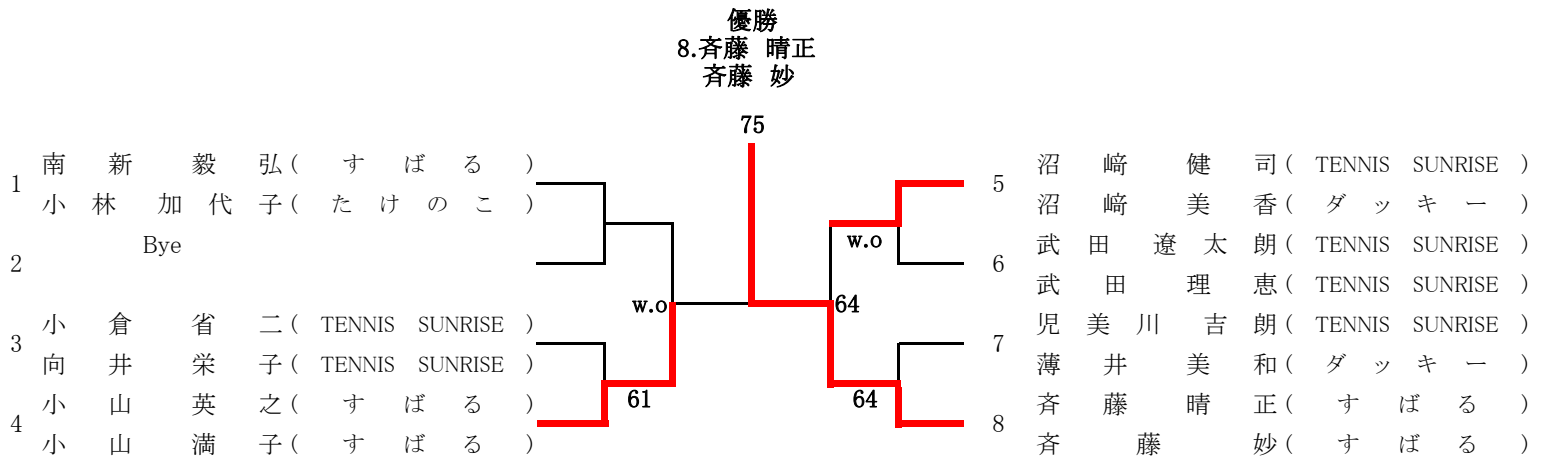 優勝
8.斉藤 晴正
斉藤 妙
75
1
南 新 毅 弘 ( す ば る )
小 林 加 代 子 ( た け の こ )
2
Bye
w.o
3
小 倉 省 二 ( TENNIS SUNRISE )
向 井 栄 子 ( TENNIS SUNRISE )
61
4
小 山 英 之 ( す ば る )
小 山 満 子 ( す ば る )
5
沼 崎 健 司 ( TENNIS SUNRISE )
沼 崎 美 香 ( ダ ッ キ ー )
w.o
6
武 田 遼 太 朗 ( TENNIS SUNRISE )
武 田 理 恵 ( TENNIS SUNRISE )
64
7
児 美 川 吉 朗 ( TENNIS SUNRISE )
薄 井 美 和 ( ダ ッ キ ー )
64
8
斉 藤 晴 正 ( す ば る )
斉 藤 妙 ( す ば る )